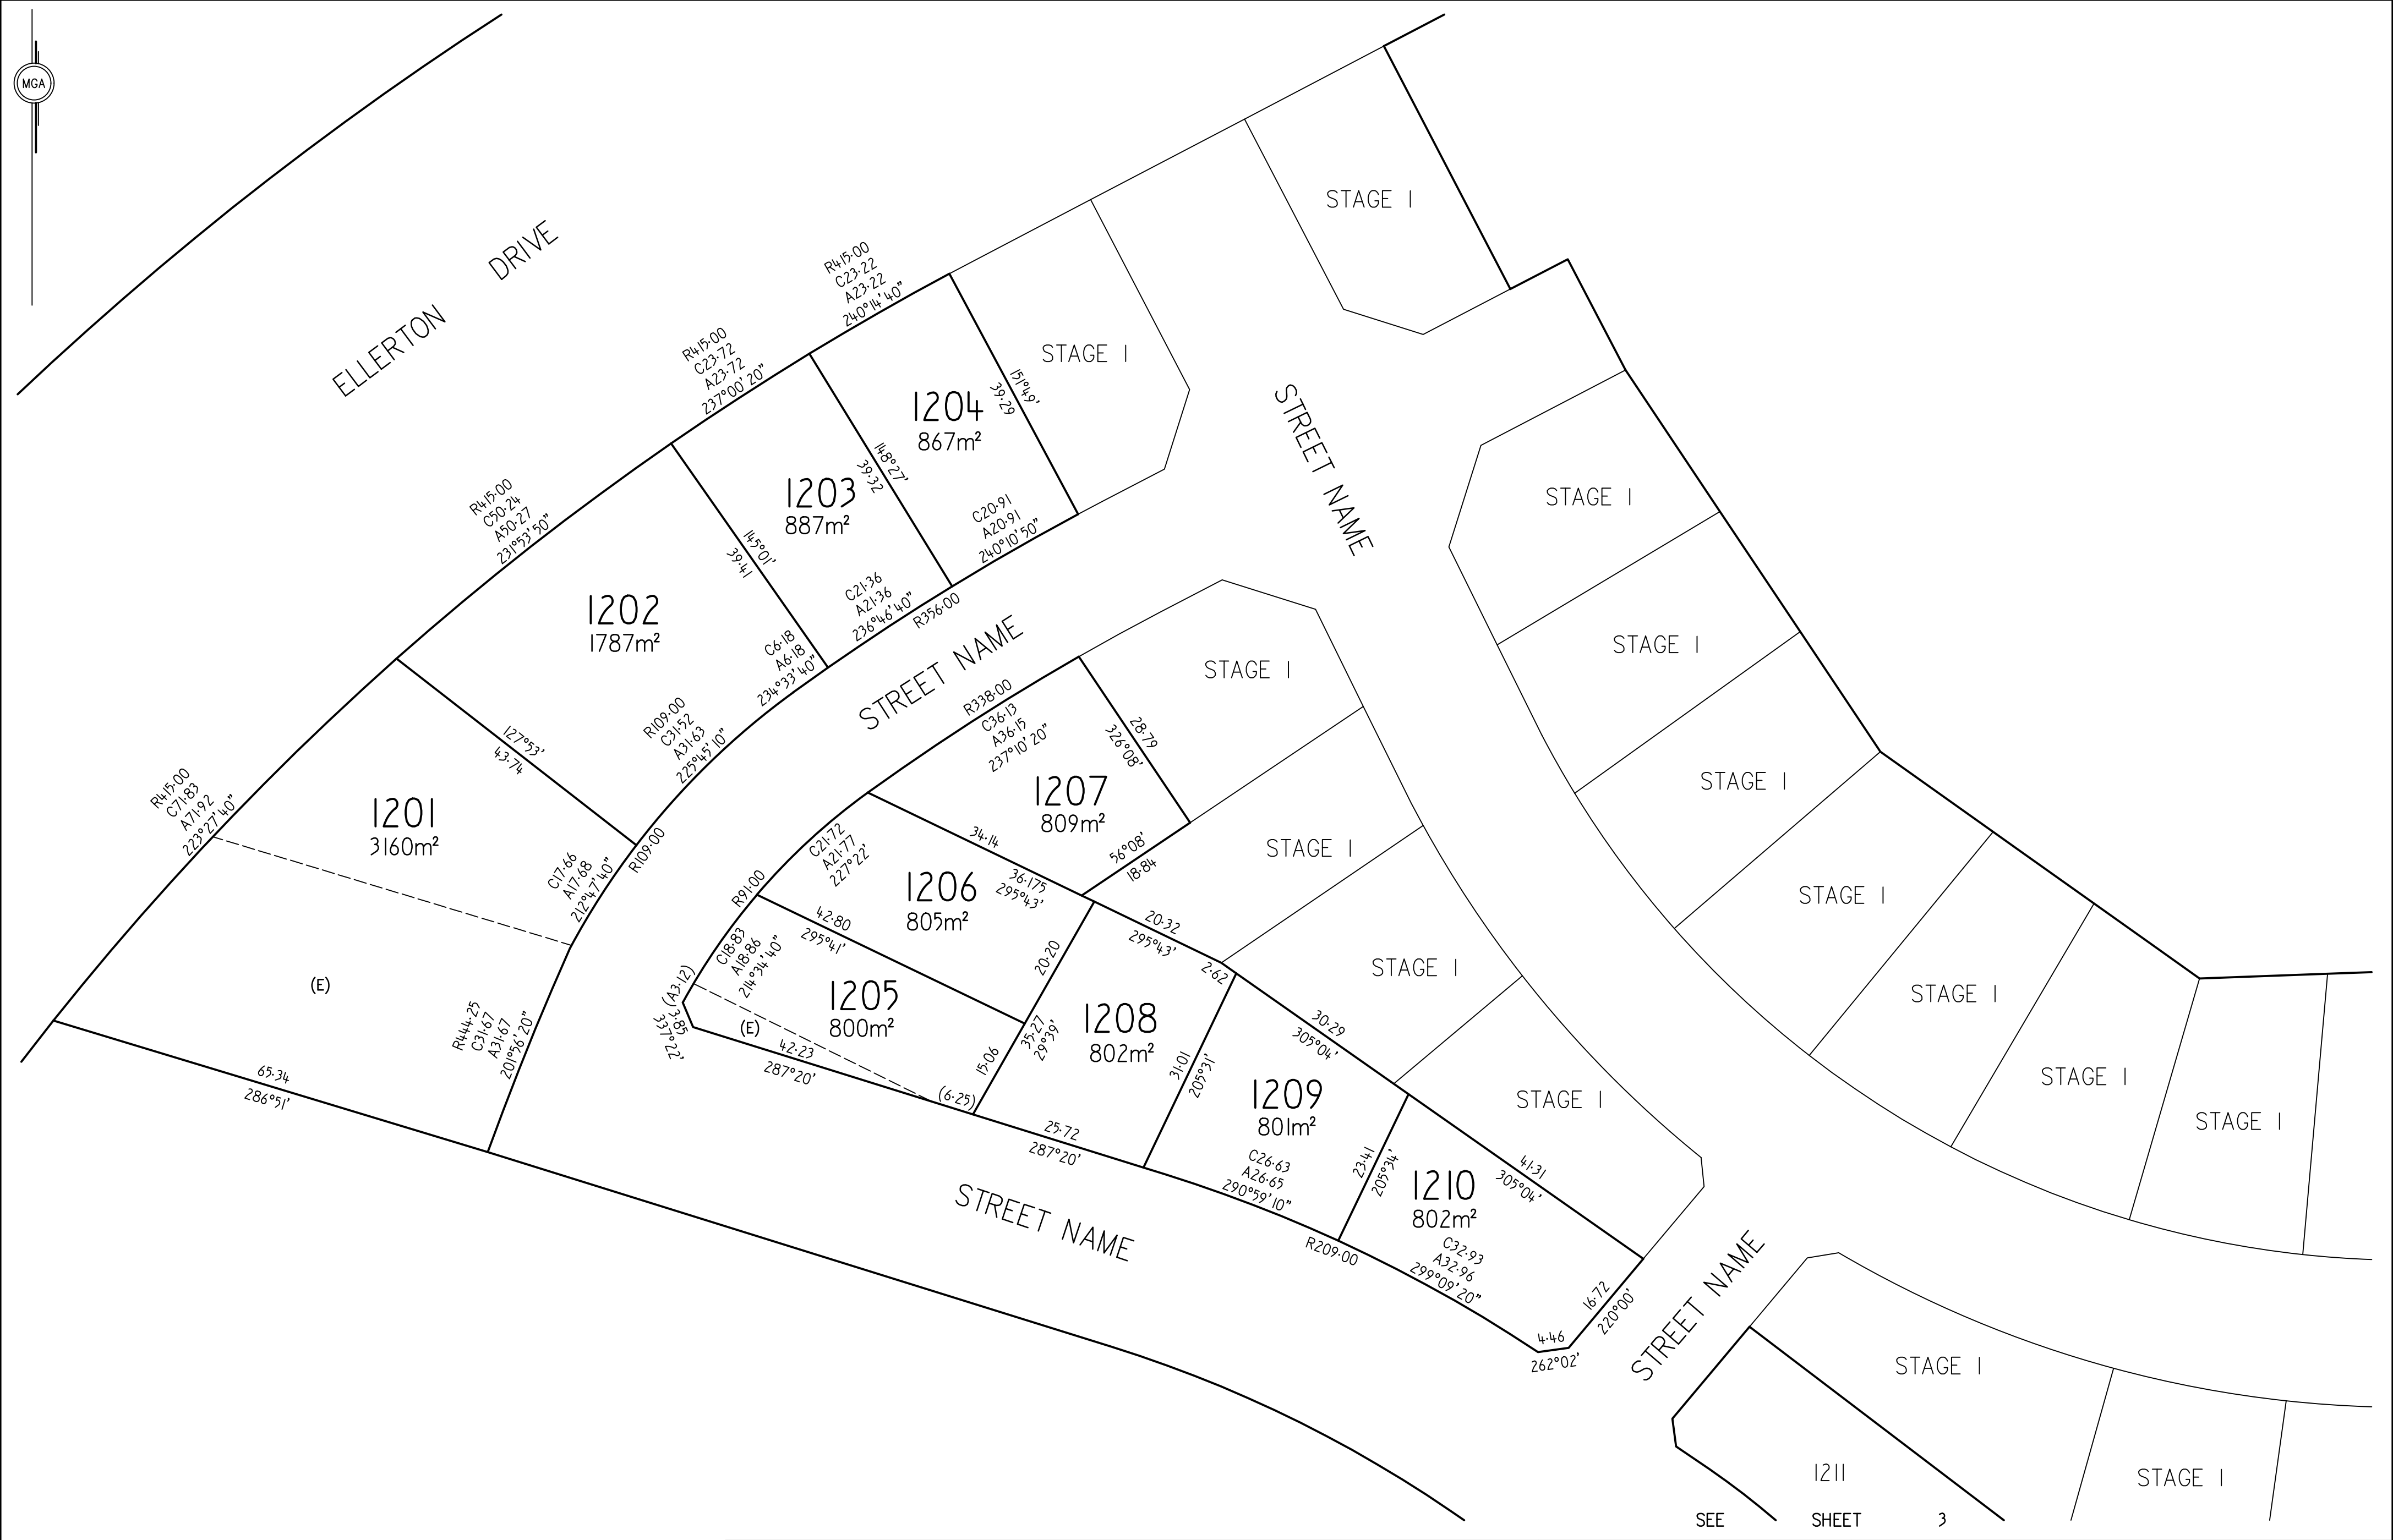 MGA
ELLERTON DRIVE
STAGE 1
STAGE 1
R415·00
C23·22
A23·22
240°14'40"
R415·00
C23·72
A23·72
237°00'20"
R415·00
C50·24
A50·27
231°53'50"
R415·00
C71·83
A71·92
223°27'40"
1204
867m²
151°49'
39·29
148°27'
39·32
C20·91
A20·91
240°10'50"
1203
887m²
145°01'
39·41
C21·36
A21·36
236°46'40"
R356·00
1202
1787m²
C6·18
A6·18
234°33'40"
R109·00
C31·52
A31·63
225°45'10"
127°53'
43·74
1201
3160m²
C17·66
A17·68
212°47'40"
R109·00
(E)
R444·25
C31·67
A31·67
201°56'20"
65·34
286°51'
STREET NAME
STREET NAME
R338·00
C36·13
A36·15
237°10'20"
28·79
326°08'
1207
809m²
56°08'
18·84
34·14
36·175
295°43'
C21·72
A21·77
227°22'
R91·00
1206
805m²
42·80
295°41'
20·20
C18·83
A18·86
214°34'40"
(A3·12)
3·85
337°22'
1205
800m²
(E)
42·23
287°20'
(6·25)
15·06
35·27
29°39'
20·32
295°43'
2·62
1208
802m²
25·72
287°20'
31·01
205°31'
30·29
305°04'
1209
801m²
C26·63
A26·65
290°59'10"
23·41
205°34'
R209·00
1210
802m²
41·31
305°04'
C32·93
A32·96
299°09'20"
16·72
220°00'
4·46
262°02'
STREET NAME
STREET NAME
STAGE 1
STAGE 1
STAGE 1
STAGE 1
STAGE 1
STAGE 1
STAGE 1
STAGE 1
STAGE 1
STAGE 1
STAGE 1
STAGE 1
STAGE 1
STAGE 1
1211
SEE SHEET 3